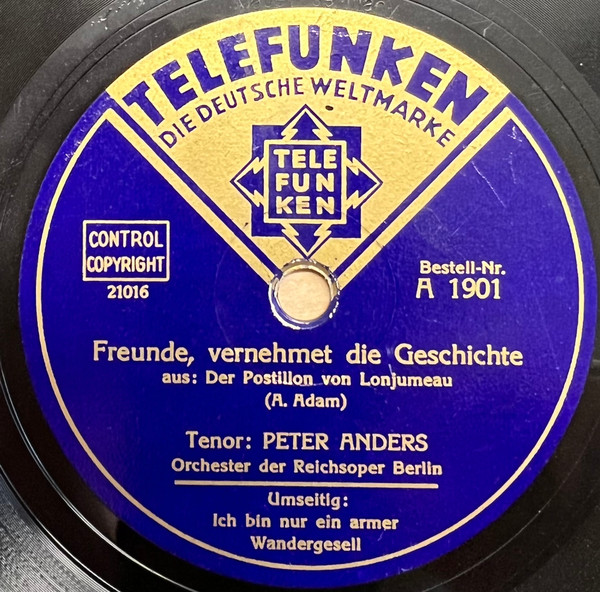 TELEFUNKEN
DIE DEUTSCHE WELTMARKE
TELE
FUN
KEN
CONTROL
COPYRIGHT
21016
Bestell-Nr.
A 1901
Freunde, vernehmet die Geschichte
aus: Der Postillon von Lonjumeau
(A. Adam)
Tenor: PETER ANDERS
Orchester der Reichsoper Berlin
Umseitig:
Ich bin nur ein armer
Wandergesell